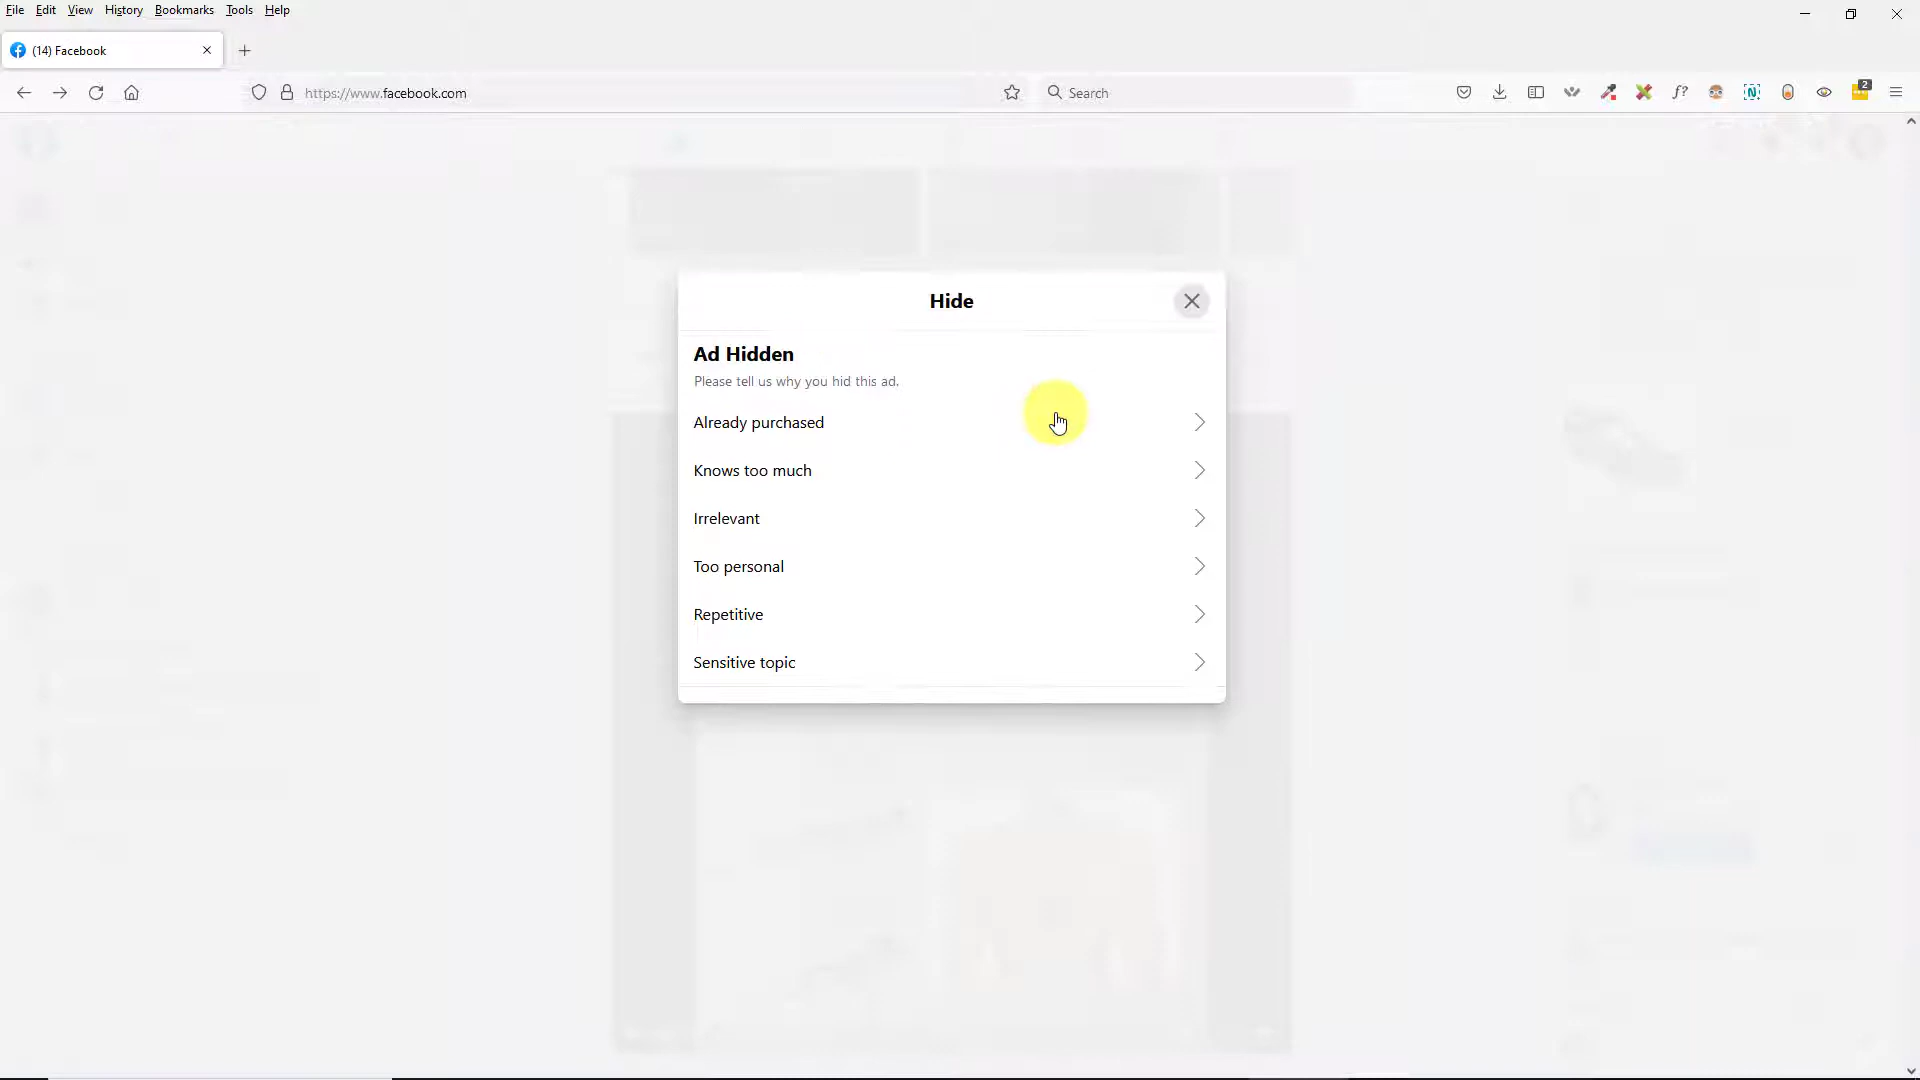 File Edit View History Bookmarks Tools Help
(14) Facebook
https://www.facebook.com
Search
f?
N
2
Hide
Ad Hidden
Please tell us why you hid this ad.
Already purchased
Knows too much
Irrelevant
Too personal
Repetitive
Sensitive topic